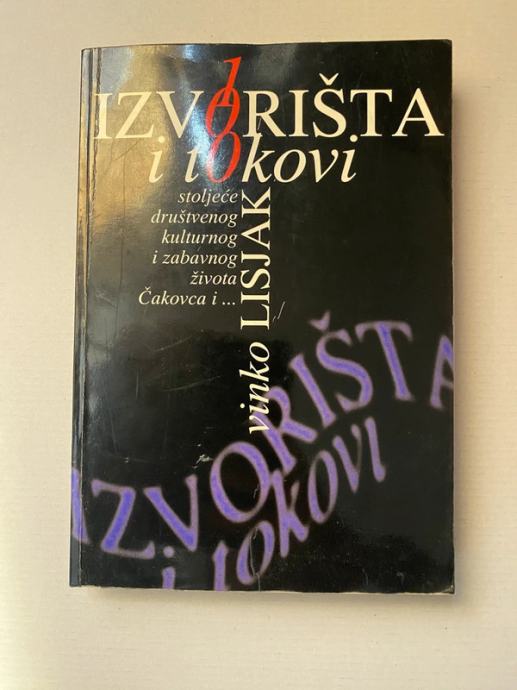 100
IZVORIŠTA
i tokovi
stoljeće
društvenog
kulturnog
i zabavnog
života
Čakovca i ...
vinko LISJAK
IZVORIŠTA
i tokovi